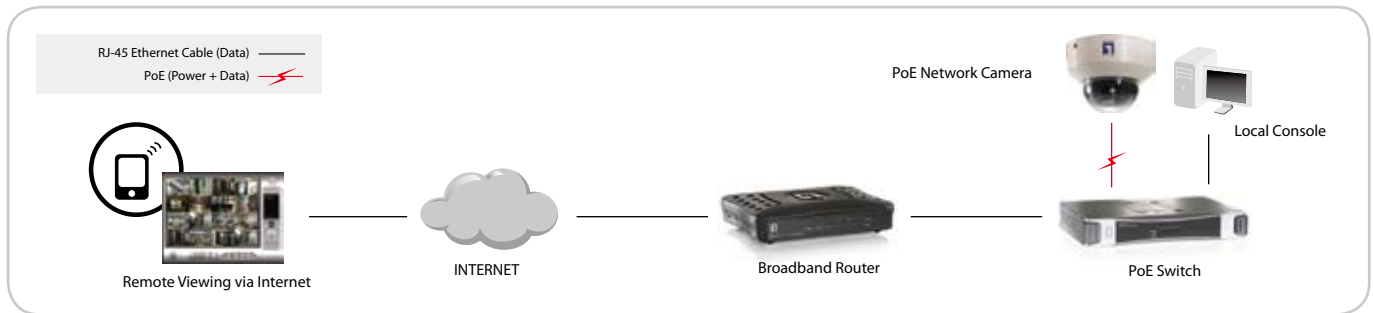 RJ-45 Ethernet Cable (Data)
PoE (Power + Data)
PoE Network Camera
Local Console
Remote Viewing via Internet
INTERNET
Broadband Router
PoE Switch